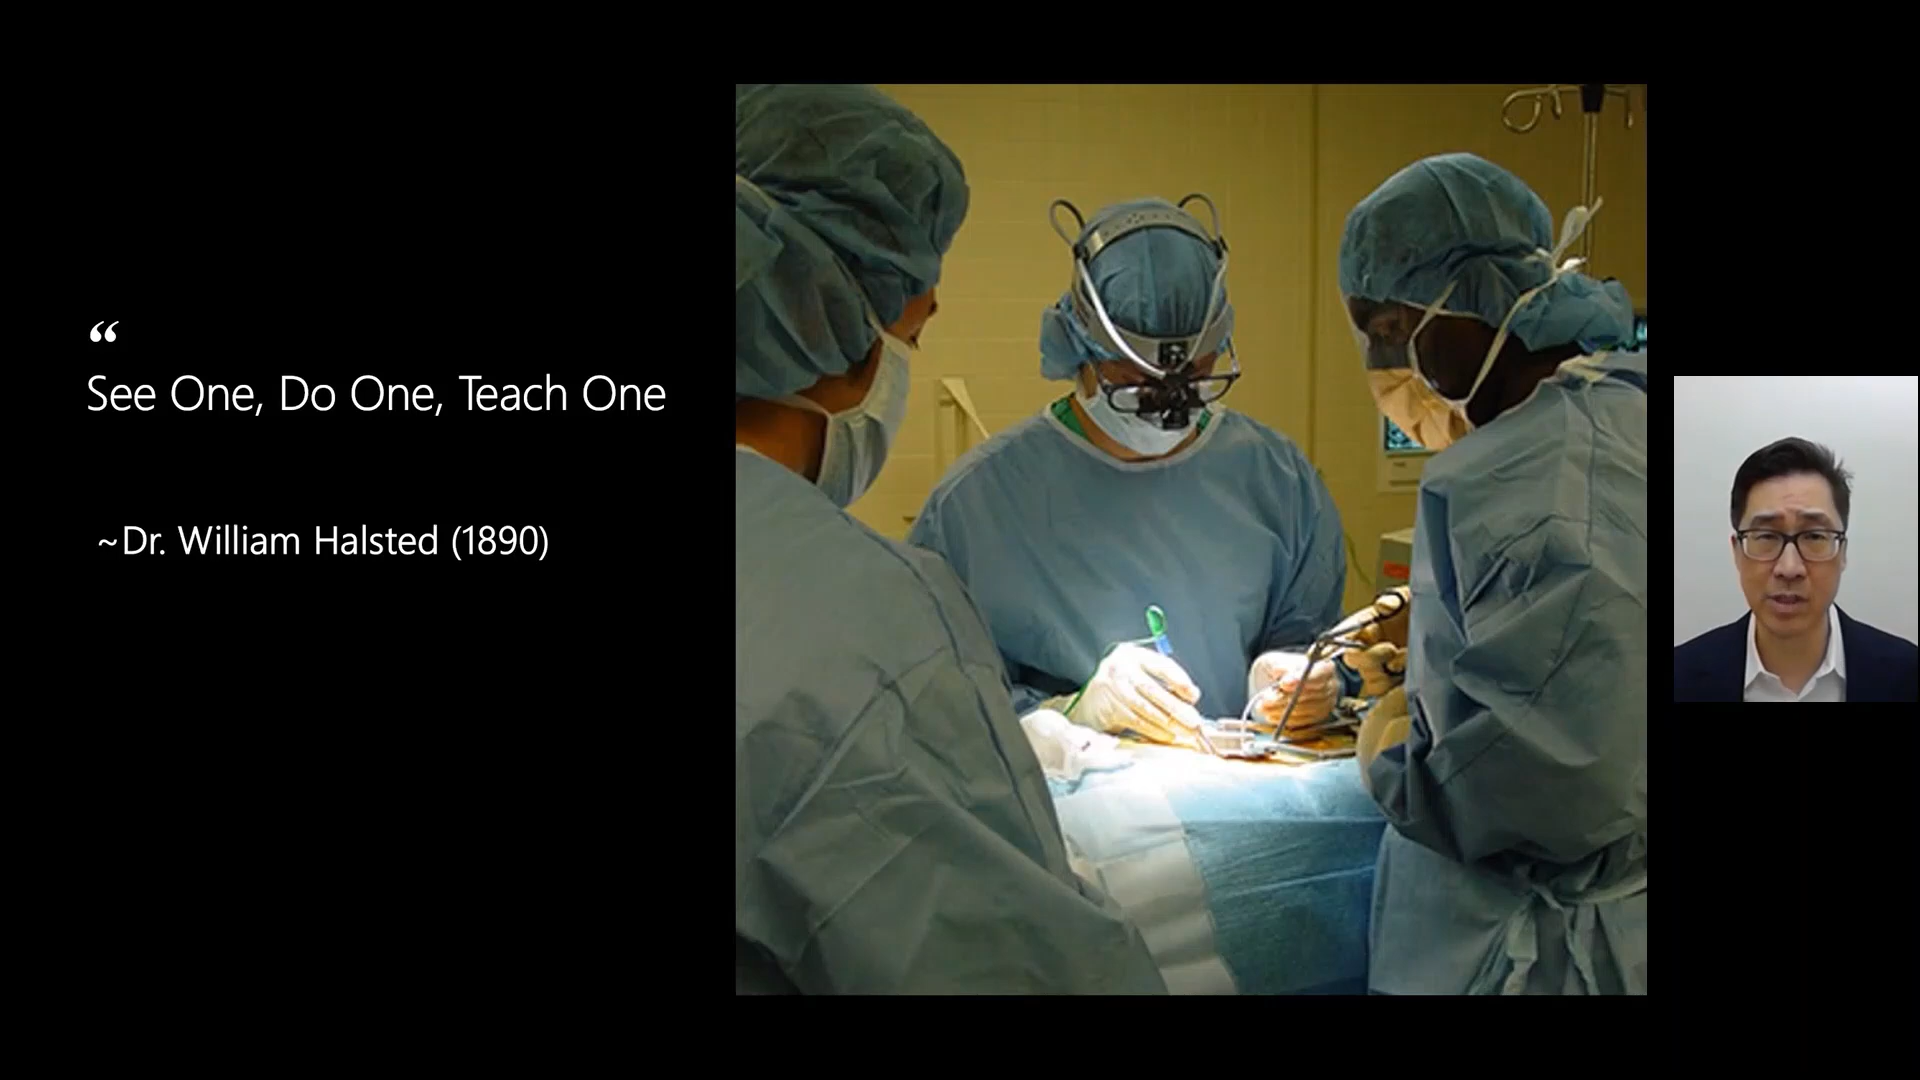 “
See One, Do One, Teach One
~Dr. William Halsted (1890)